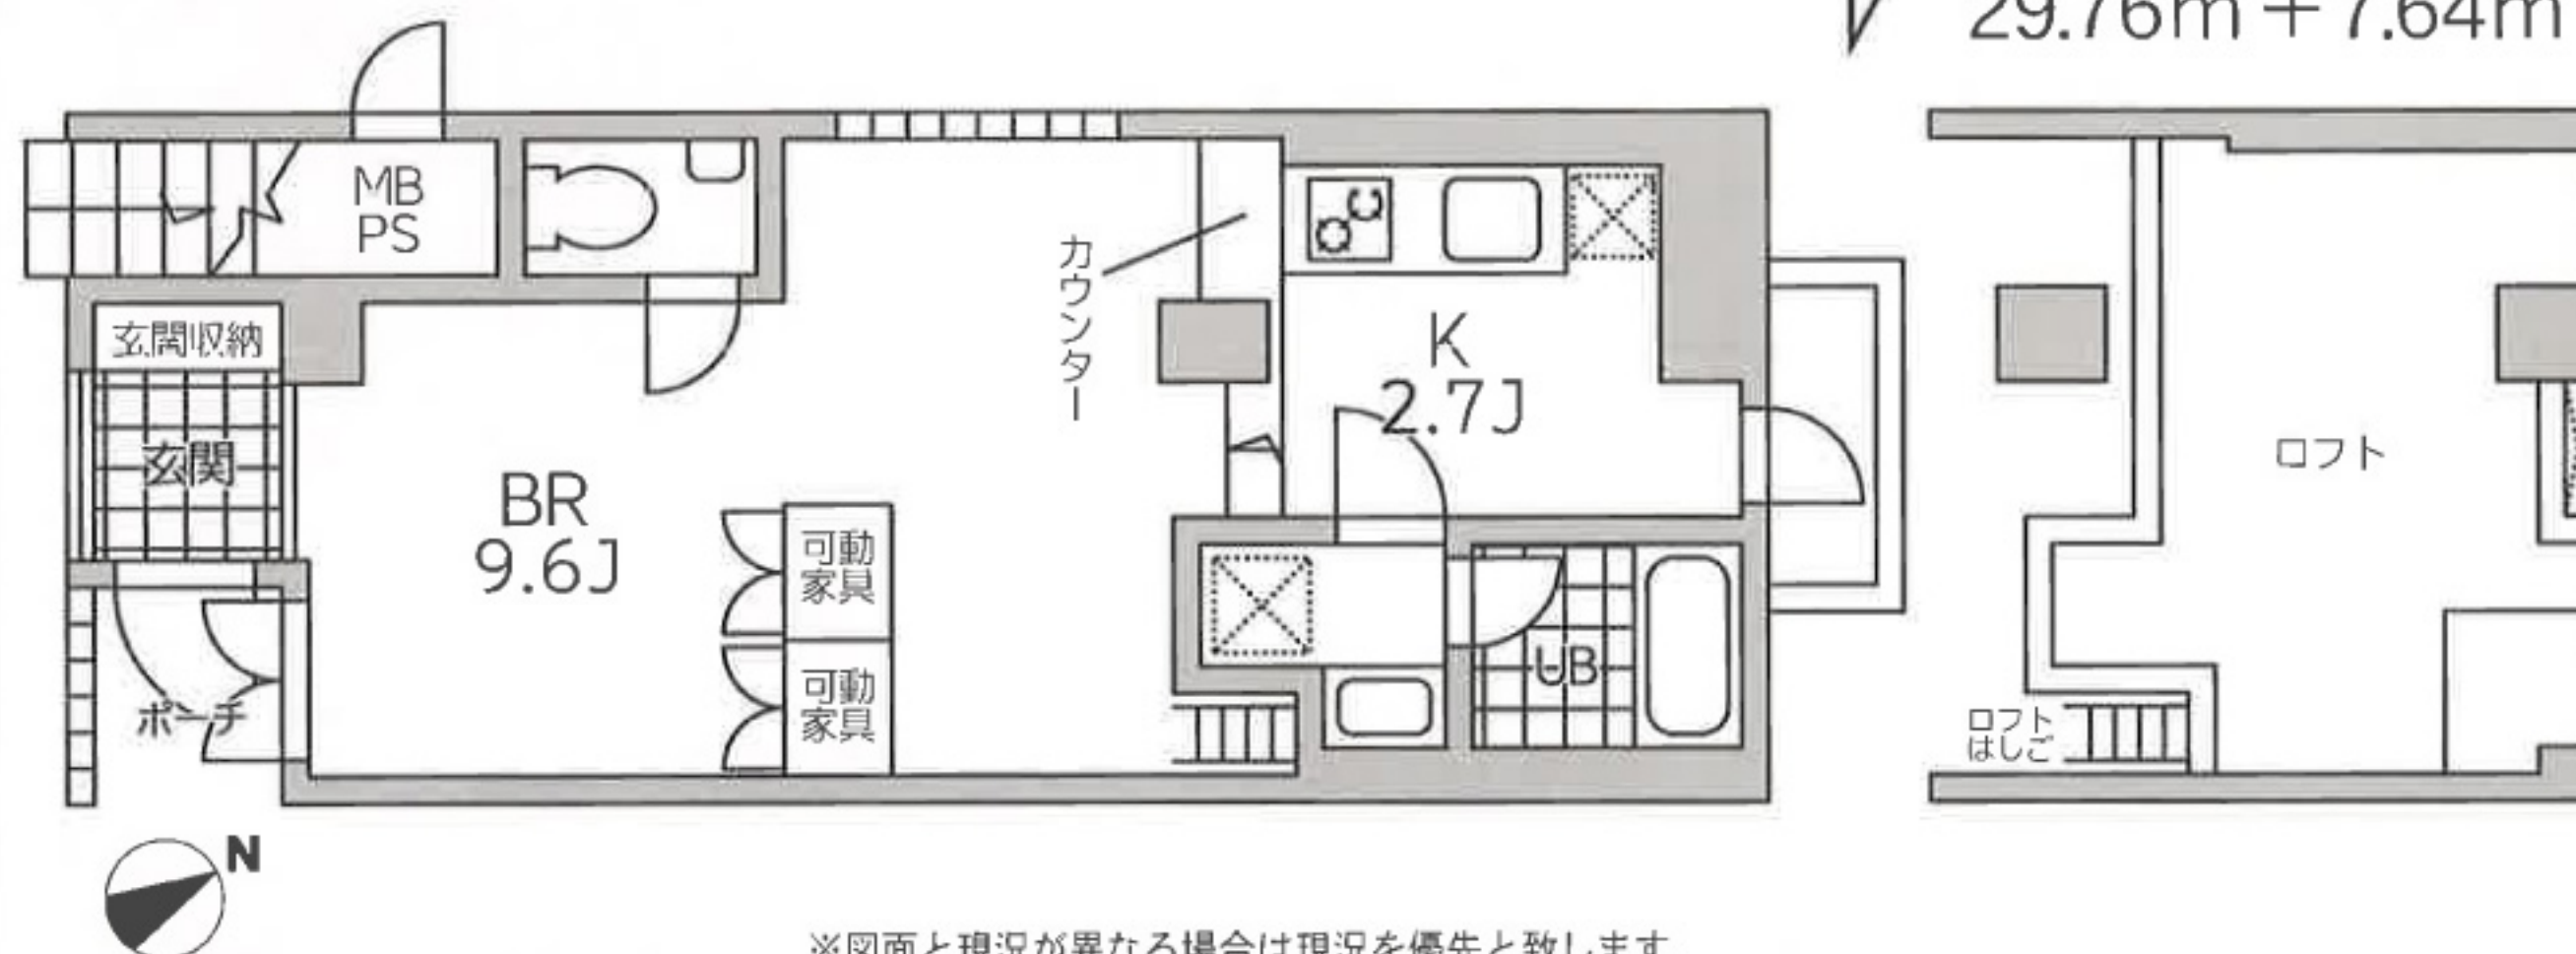 29.76m+7.64m
MB
PS
玄関収納
玄関
ポーチ
BR
9.6J
カウンター
可動
家具
可動
家具
K
2.7J
UB
ロフト
ロフト
はしご
N
※図面と現況が異なる場合は現況を優先と致します